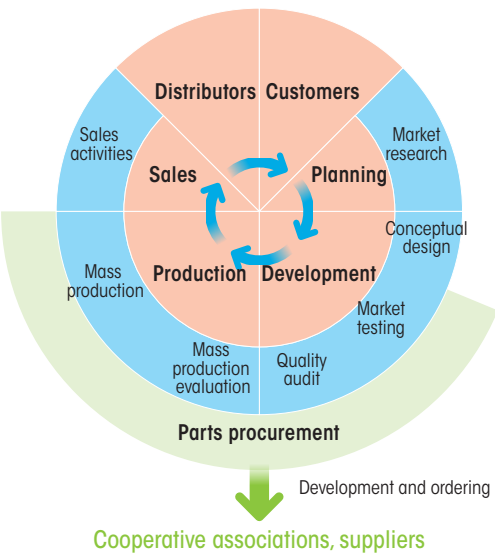 Distributors
Customers
Sales
activities
Market
research
Sales
Planning
Conceptual
design
Production
Development
Mass
production
Market
testing
Mass
production
evaluation
Quality
audit
Parts procurement
Development and ordering
Cooperative associations, suppliers